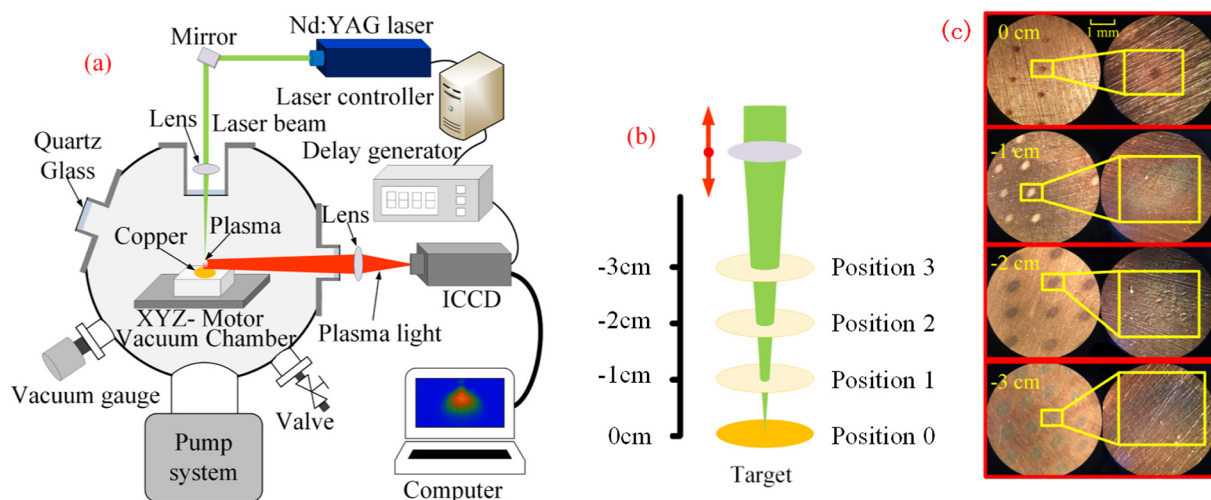 (a)
Mirror
Nd:YAG laser
Laser controller
Lens
Laser beam
Quartz
Glass
Delay generator
Plasma
Copper
Lens
ICCD
XYZ- Motor
Vacuum Chamber
Plasma light
Vacuum gauge
Valve
Pump
system
Computer
(b)
-3cm
Position 3
-2cm
Position 2
-1cm
Position 1
0cm
Position 0
Target
(c)
0 cm
1 mm
-1 cm
-2 cm
-3 cm